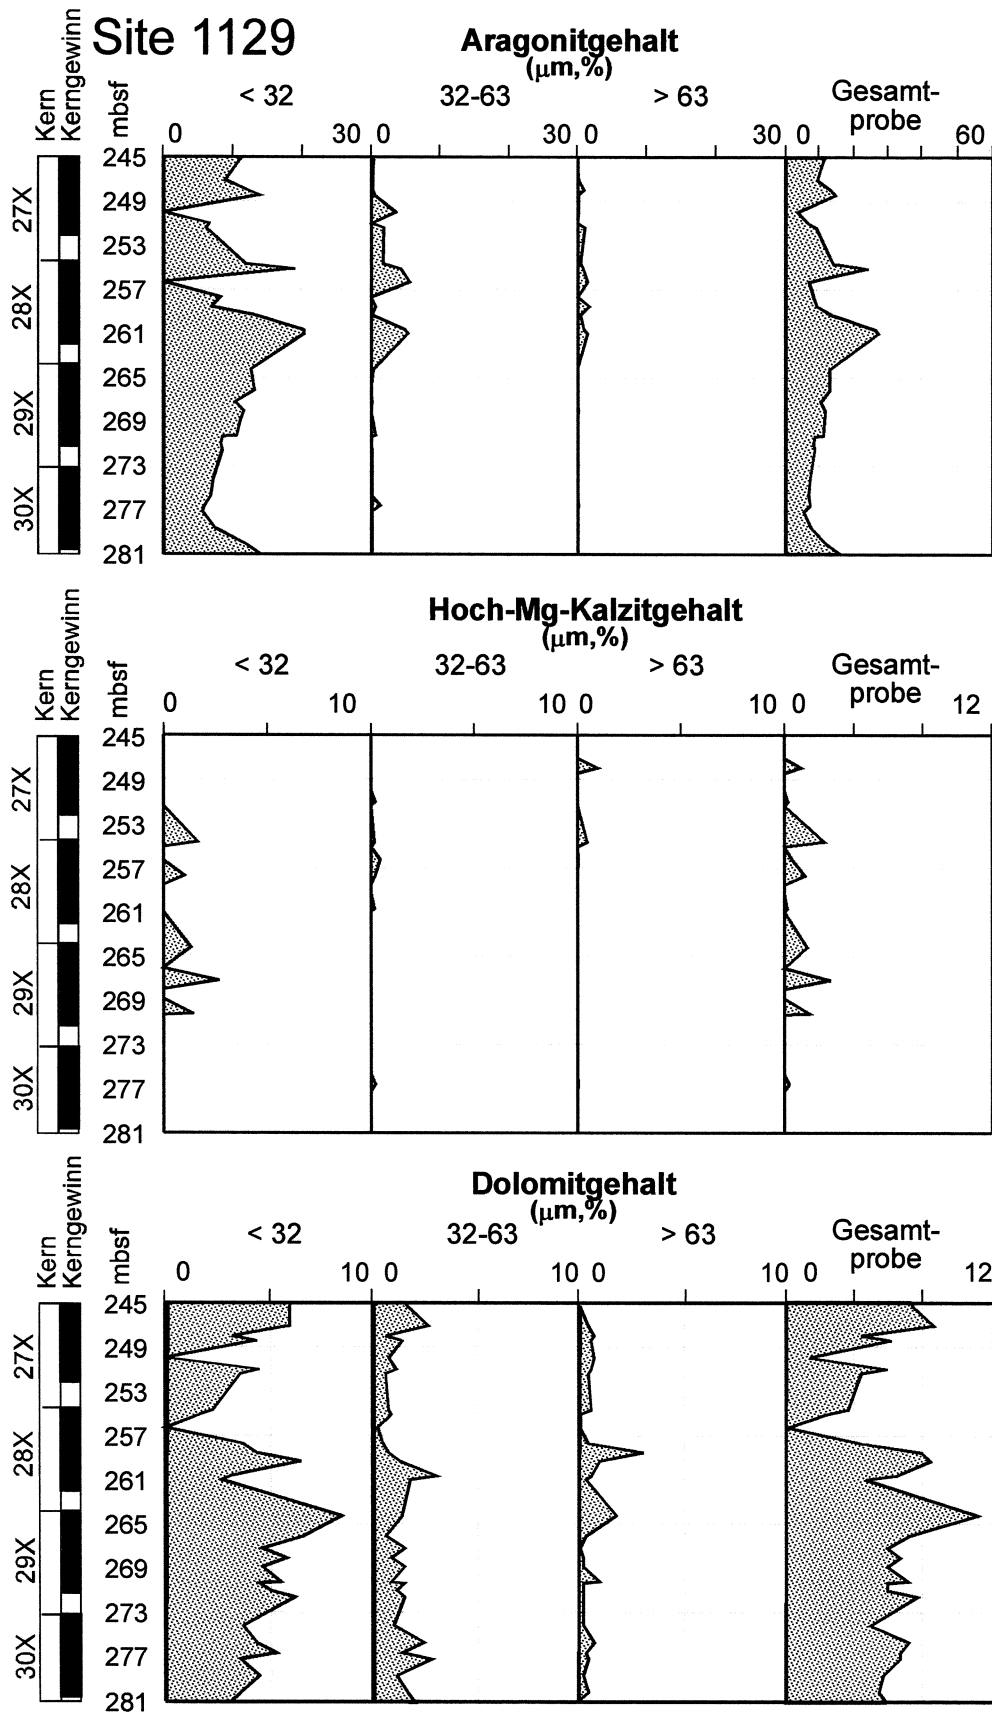 Site 1129
Aragonitgehalt
(µm,%)
Kern
Kerngewinn
mbsf
< 32
32-63
> 63
Gesamt-
probe
0 30 0 30 0 30 0 60
245
249
253
257
261
265
269
273
277
281
27X
28X
29X
30X
Hoch-Mg-Kalzitgehalt
(µm,%)
Kern
Kerngewinn
mbsf
< 32
32-63
> 63
Gesamt-
probe
0 10 10 0 10 0 12
245
249
253
257
261
265
269
273
277
281
27X
28X
29X
30X
Dolomitgehalt
(µm,%)
Kern
Kerngewinn
mbsf
< 32
32-63
> 63
Gesamt-
probe
0 10 0 10 0 10 0 12
245
249
253
257
261
265
269
273
277
281
27X
28X
29X
30X